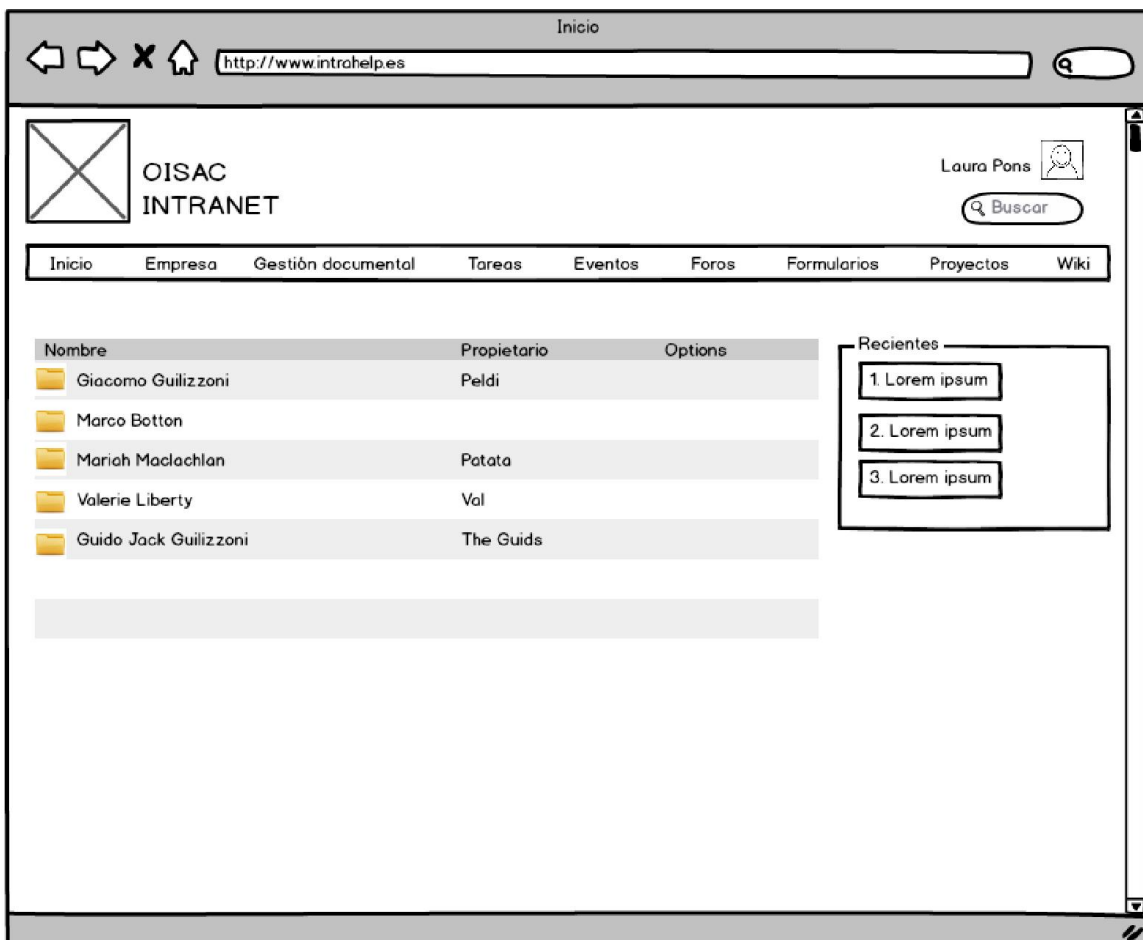 Inicio
http://www.intrahelp.es
OISAC
INTRANET
Laura Pons
Buscar
Inicio Empresa Gestión documental Tareas Eventos Foros Formularios Proyectos Wiki
Nombre Propietario Options
Giacomo Guilizzoni Peldi
Marco Botton
Mariah Maclachlan Patata
Valerie Liberty Val
Guido Jack Guilizzoni The Guids
Recientes
1. Lorem ipsum
2. Lorem ipsum
3. Lorem ipsum